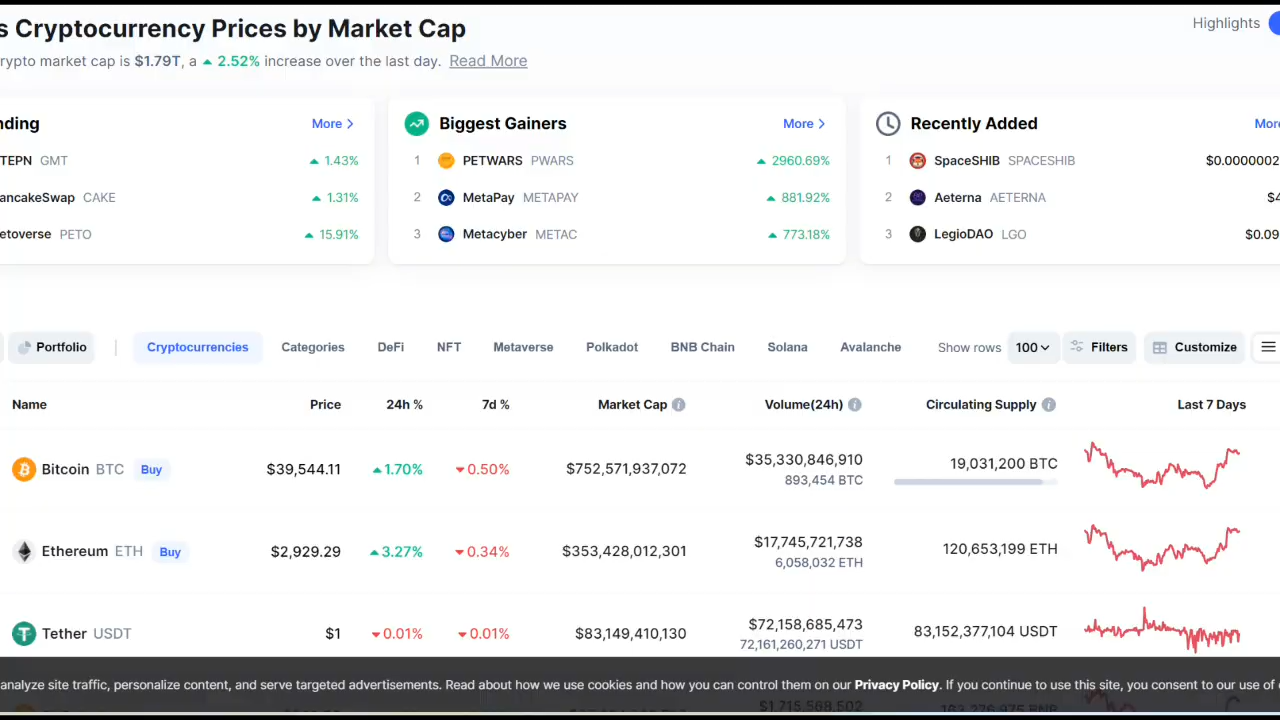 s Cryptocurrency Prices by Market Cap
Highlights
rypto market cap is $1.79T, a 2.52% increase over the last day. Read More
nding More
TEPN GMT 1.43%
ancakeSwap CAKE 1.31%
etoverse PETO 15.91%
Biggest Gainers More
1 PETWARS PWARS 2960.69%
2 MetaPay METAPAY 881.92%
3 Metacyber METAC 773.18%
Recently Added Mor
1 SpaceSHIB SPACESHIB $0.0000002
2 Aeterna AETERNA $4
3 LegioDAO LGO $0.09
Portfolio Cryptocurrencies Categories DeFi NFT Metaverse Polkadot BNB Chain Solana Avalanche Show rows 100 Filters Customize
Name Price 24h % 7d % Market Cap Volume(24h) Circulating Supply Last 7 Days
Bitcoin BTC Buy $39,544.11 1.70% 0.50% $752,571,937,072 $35,330,846,910 19,031,200 BTC
893,454 BTC
Ethereum ETH Buy $2,929.29 3.27% 0.34% $353,428,012,301 $17,745,721,738 120,653,199 ETH
6,058,032 ETH
Tether USDT $1 0.01% 0.01% $83,149,410,130 $72,158,685,473 83,152,377,104 USDT
72,161,260,271 USDT
analyze site traffic, personalize content, and serve targeted advertisements. Read about how we use cookies and how you can control them on our Privacy Policy. If you continue to use this site, you consent to our use of
$1,715,568,502 163,276,975 BNB